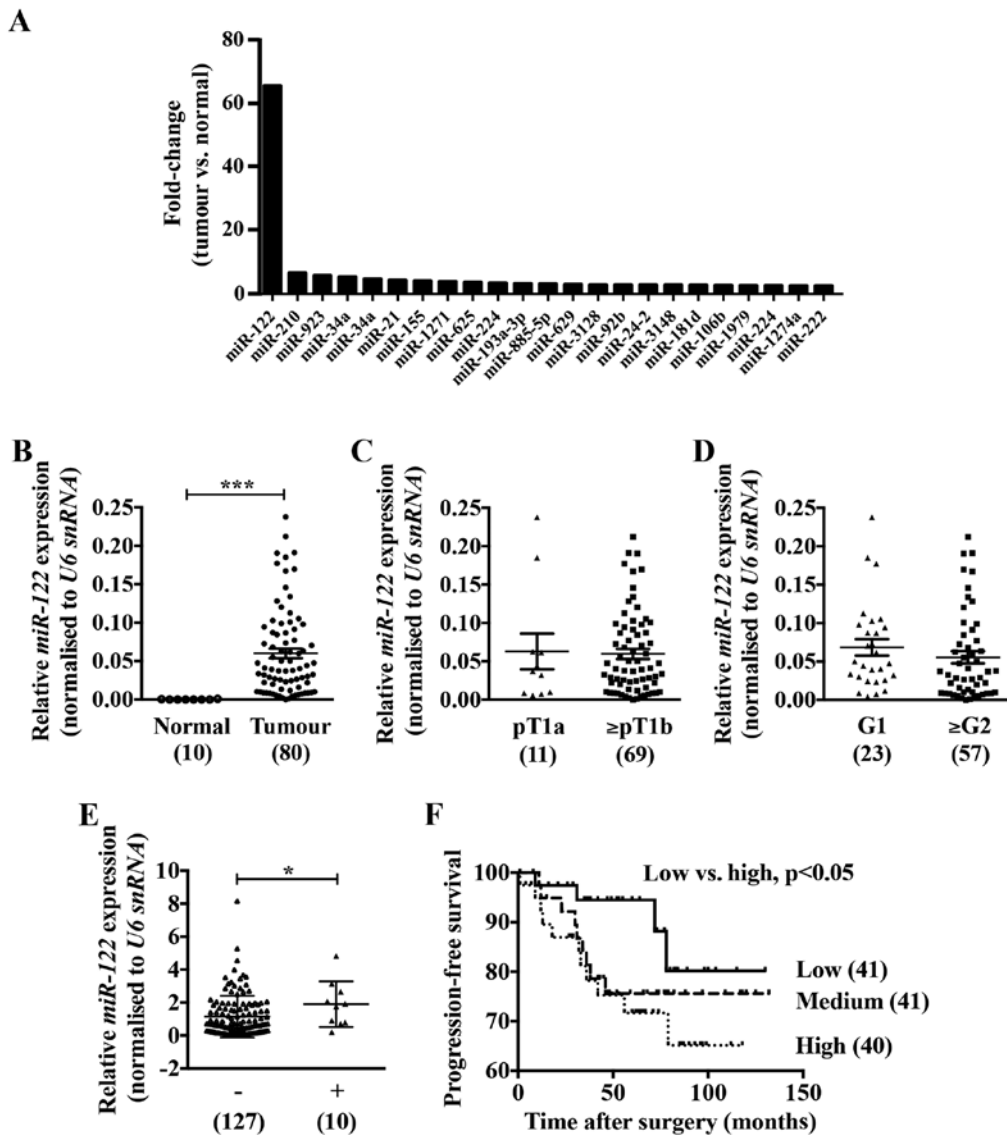 A
Fold-change
(tumour vs. normal)
80
60
40
20
0
miR-122
miR-210
miR-923
miR-34a
miR-34a
miR-21
miR-155
miR-1271
miR-625
miR-224
miR-193a-3p
miR-885-5p
miR-629
miR-3128
miR-92b
miR-24-2
miR-3148
miR-181d
miR-106b
miR-1979
miR-224
miR-1274a
miR-222
B
Relative miR-122 expression
(normalised to U6 snRNA)
0.25
0.20
0.15
0.10
0.05
0.00
***
Normal
(10)
Tumour
(80)
C
Relative miR-122 expression
(normalised to U6 snRNA)
0.25
0.20
0.15
0.10
0.05
0.00
pT1a
(11)
≥pT1b
(69)
D
Relative miR-122 expression
(normalised to U6 snRNA)
0.25
0.20
0.15
0.10
0.05
0.00
G1
(23)
≥G2
(57)
E
Relative miR-122 expression
(normalised to U6 snRNA)
10
8
6
4
2
0
-2
*
-
(127)
+
(10)
F
Progression-free survival
100
90
80
70
60
Low vs. high, p<0.05
Low (41)
Medium (41)
High (40)
0
50
100
150
Time after surgery (months)